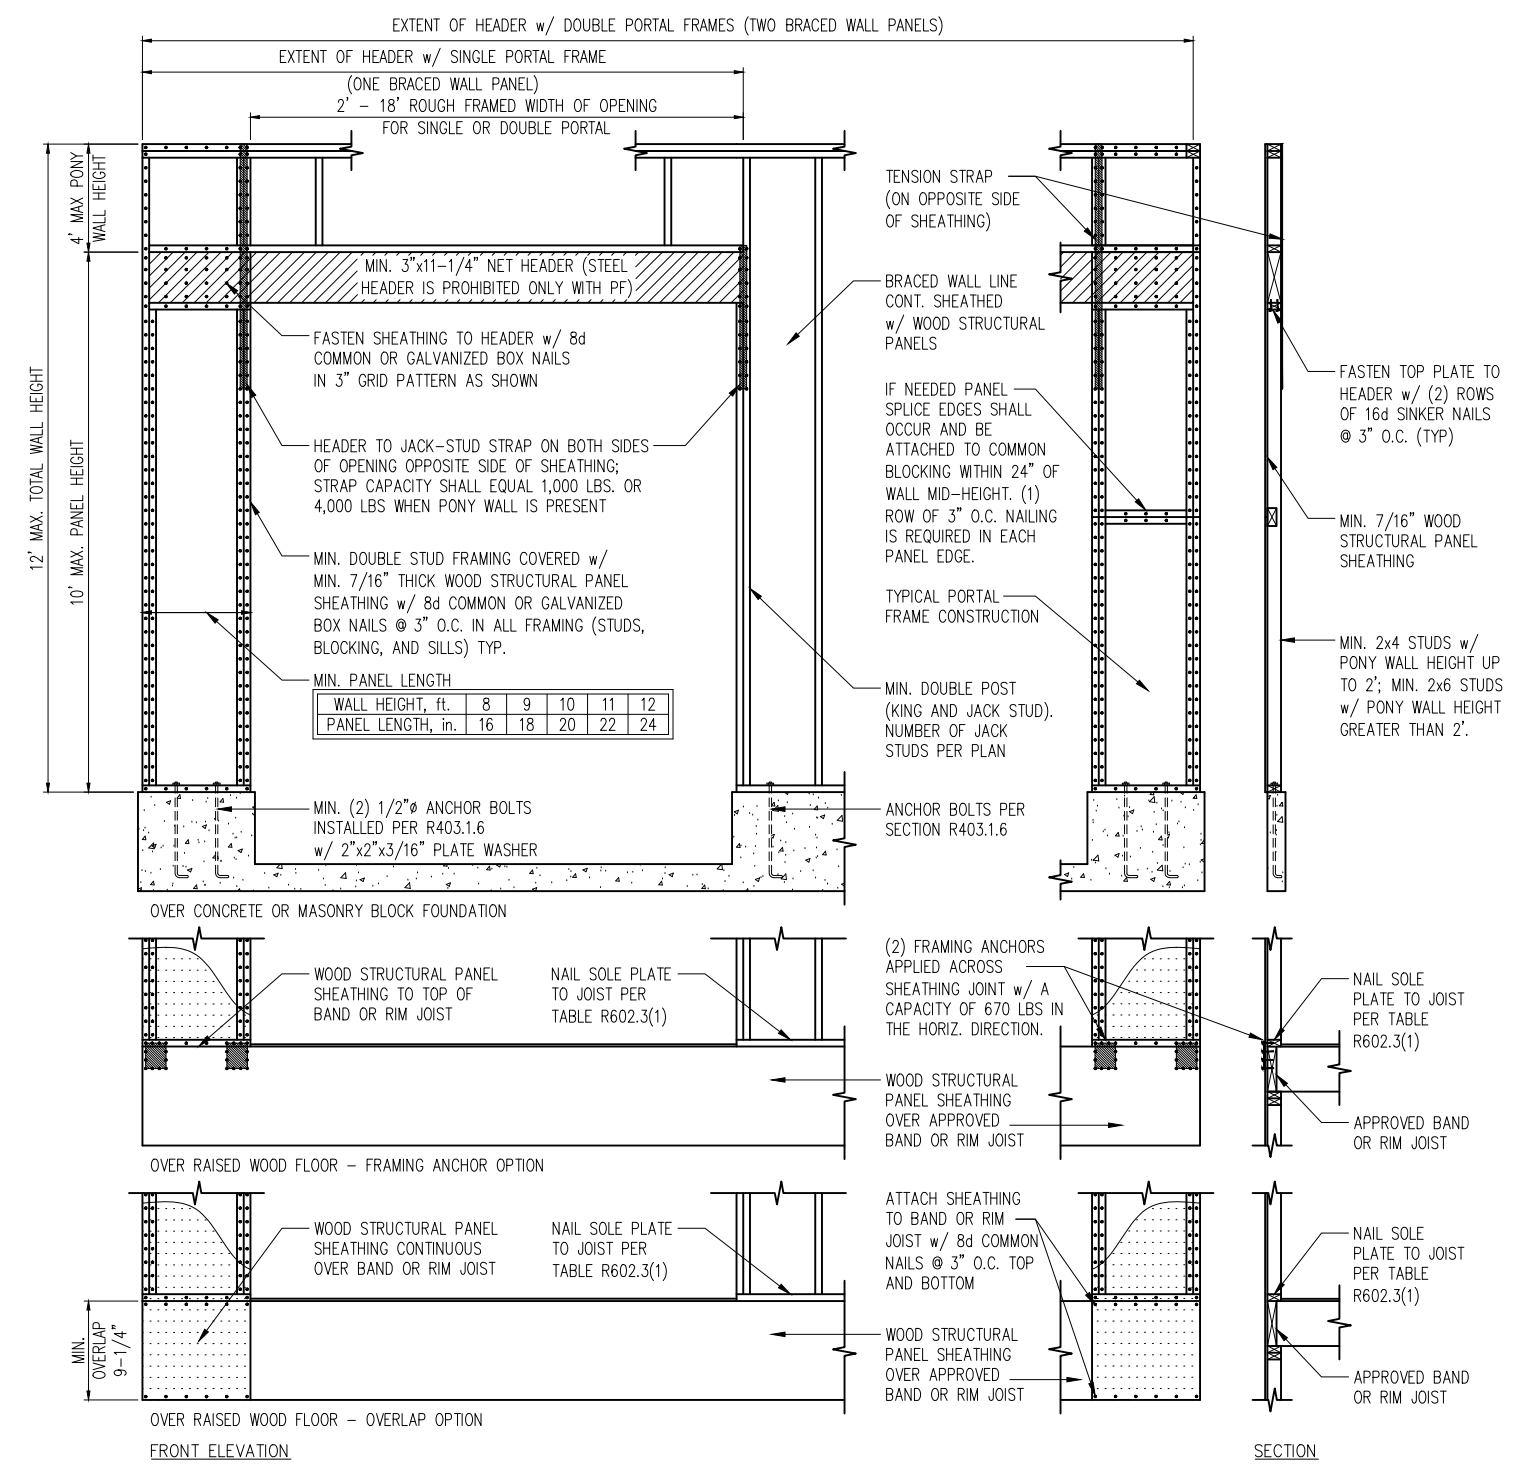 EXTENT OF HEADER w/ DOUBLE PORTAL FRAMES (TWO BRACED WALL PANELS)
EXTENT OF HEADER w/ SINGLE PORTAL FRAME
(ONE BRACED WALL PANEL)
2' - 18' ROUGH FRAMED WIDTH OF OPENING
FOR SINGLE OR DOUBLE PORTAL
4' MAX PONY
WALL HEIGHT
12' MAX. TOTAL WALL HEIGHT
10' MAX. PANEL HEIGHT
MIN. 3"x11-1/4" NET HEADER (STEEL
HEADER IS PROHIBITED ONLY WITH PF)
FASTEN SHEATHING TO HEADER w/ 8d
COMMON OR GALVANIZED BOX NAILS
IN 3" GRID PATTERN AS SHOWN
HEADER TO JACK-STUD STRAP ON BOTH SIDES
OF OPENING OPPOSITE SIDE OF SHEATHING;
STRAP CAPACITY SHALL EQUAL 1,000 LBS. OR
4,000 LBS WHEN PONY WALL IS PRESENT
MIN. DOUBLE STUD FRAMING COVERED w/
MIN. 7/16" THICK WOOD STRUCTURAL PANEL
SHEATHING w/ 8d COMMON OR GALVANIZED
BOX NAILS @ 3" O.C. IN ALL FRAMING (STUDS,
BLOCKING, AND SILLS) TYP.
MIN. PANEL LENGTH
WALL HEIGHT, ft. 8 9 10 11 12
PANEL LENGTH, in. 16 18 20 22 24
MIN. (2) 1/2"ø ANCHOR BOLTS
INSTALLED PER R403.1.6
w/ 2"x2"x3/16" PLATE WASHER
TENSION STRAP
(ON OPPOSITE SIDE
OF SHEATHING)
BRACED WALL LINE
CONT. SHEATHED
w/ WOOD STRUCTURAL
PANELS
IF NEEDED PANEL
SPLICE EDGES SHALL
OCCUR AND BE
ATTACHED TO COMMON
BLOCKING WITHIN 24" OF
WALL MID-HEIGHT. (1)
ROW OF 3" O.C. NAILING
IS REQUIRED IN EACH
PANEL EDGE.
TYPICAL PORTAL
FRAME CONSTRUCTION
MIN. DOUBLE POST
(KING AND JACK STUD).
NUMBER OF JACK
STUDS PER PLAN
ANCHOR BOLTS PER
SECTION R403.1.6
FASTEN TOP PLATE TO
HEADER w/ (2) ROWS
OF 16d SINKER NAILS
@ 3" O.C. (TYP)
MIN. 7/16" WOOD
STRUCTURAL PANEL
SHEATHING
MIN. 2x4 STUDS w/
PONY WALL HEIGHT UP
TO 2'; MIN. 2x6 STUDS
w/ PONY WALL HEIGHT
GREATER THAN 2'.
OVER CONCRETE OR MASONRY BLOCK FOUNDATION
WOOD STRUCTURAL PANEL
SHEATHING TO TOP OF
BAND OR RIM JOIST
NAIL SOLE PLATE
TO JOIST PER
TABLE R602.3(1)
(2) FRAMING ANCHORS
APPLIED ACROSS
SHEATHING JOINT w/ A
CAPACITY OF 670 LBS IN
THE HORIZ. DIRECTION.
WOOD STRUCTURAL
PANEL SHEATHING
OVER APPROVED
BAND OR RIM JOIST
NAIL SOLE
PLATE TO JOIST
PER TABLE
R602.3(1)
APPROVED BAND
OR RIM JOIST
OVER RAISED WOOD FLOOR - FRAMING ANCHOR OPTION
WOOD STRUCTURAL PANEL
SHEATHING CONTINUOUS
OVER BAND OR RIM JOIST
NAIL SOLE PLATE
TO JOIST PER
TABLE R602.3(1)
ATTACH SHEATHING
TO BAND OR RIM
JOIST w/ 8d COMMON
NAILS @ 3" O.C. TOP
AND BOTTOM
WOOD STRUCTURAL
PANEL SHEATHING
OVER APPROVED
BAND OR RIM JOIST
NAIL SOLE
PLATE TO JOIST
PER TABLE
R602.3(1)
APPROVED BAND
OR RIM JOIST
MIN.
OVERLAP
9-1/4"
OVER RAISED WOOD FLOOR - OVERLAP OPTION
FRONT ELEVATION
SECTION